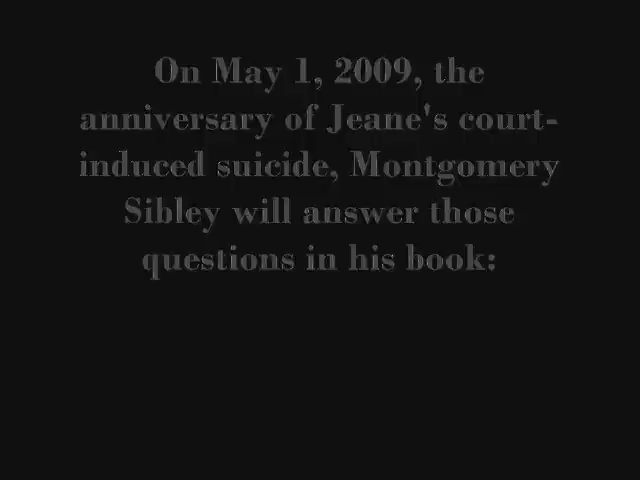 On May 1, 2009, the
anniversary of Jeane's court-
induced suicide, Montgomery
Sibley will answer those
questions in his book: